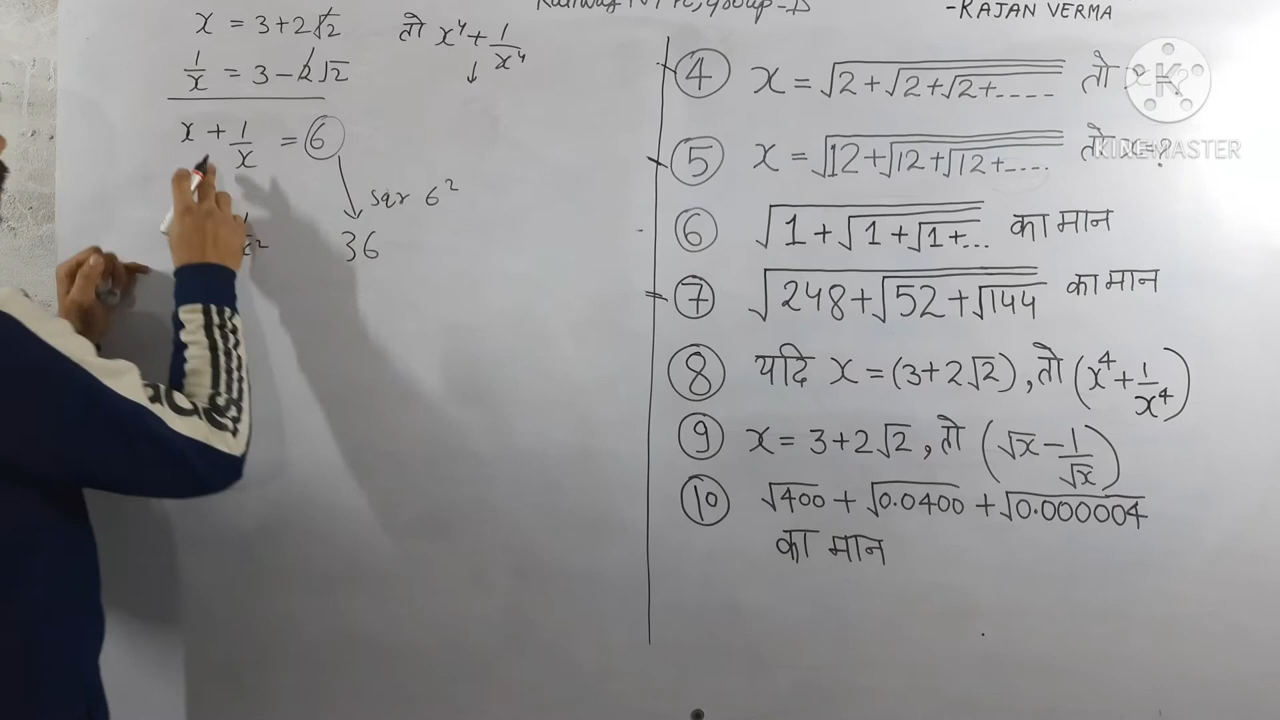 -RAJAN VERMA
x = 3+2√2 तो x⁴ + 1/x⁴
↓
1/x = 3-2√2
x + 1/x = 6
sqr 6²
36
④ x = √2+√2+√2+---- तो x=?
⑤ x = √12+√12+√12+---- तो x=?
⑥ √1+√1+√1+... का मान
⑦ √248+√52+√144 का मान
⑧ यदि x = (3+2√2), तो (x⁴ + 1/x⁴)
⑨ x = 3+2√2, तो (√x - 1/√x)
⑩ √400 + √0.0400 + √0.000004
का मान
KINEMASTER